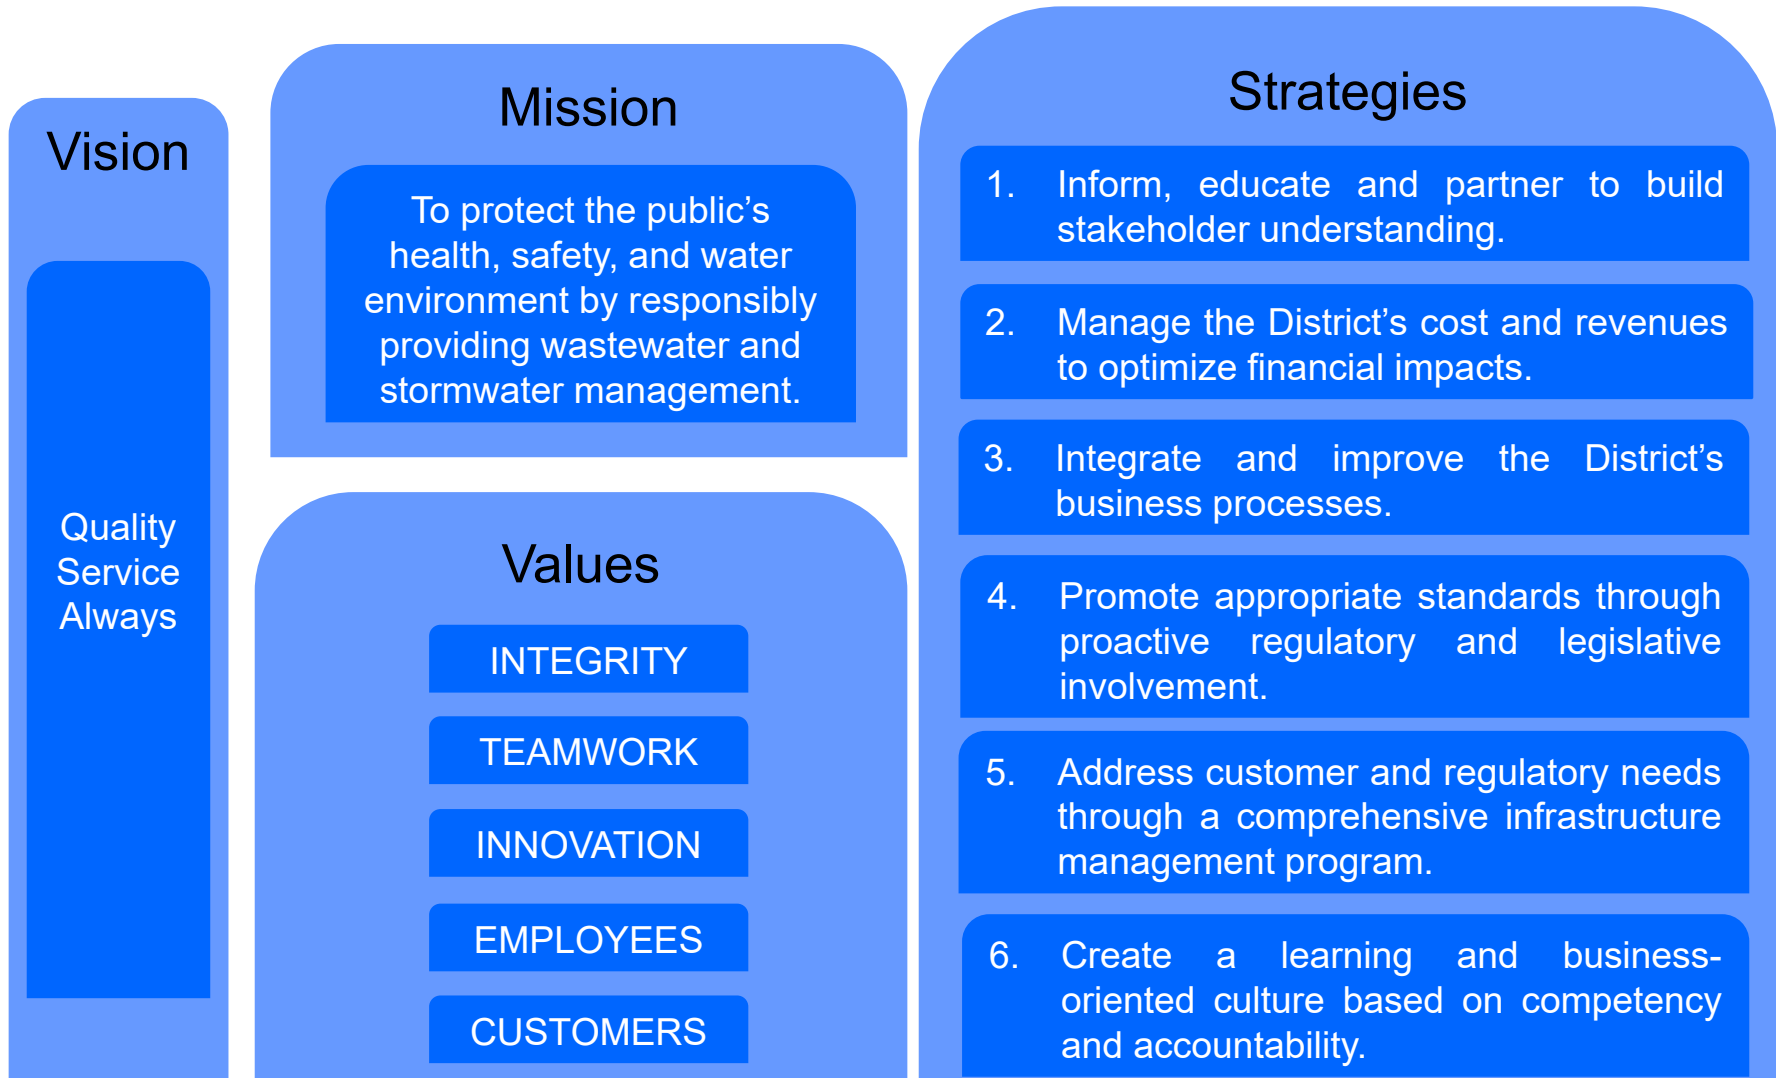 Vision
Quality
Service
Always
Mission
To protect the public’s
health, safety, and water
environment by responsibly
providing wastewater and
stormwater management.
Values
INTEGRITY
TEAMWORK
INNOVATION
EMPLOYEES
CUSTOMERS
Strategies
1. Inform, educate and partner to build
stakeholder understanding.
2. Manage the District’s cost and revenues
to optimize financial impacts.
3. Integrate and improve the District’s
business processes.
4. Promote appropriate standards through
proactive regulatory and legislative
involvement.
5. Address customer and regulatory needs
through a comprehensive infrastructure
management program.
6. Create a learning and business-
oriented culture based on competency
and accountability.